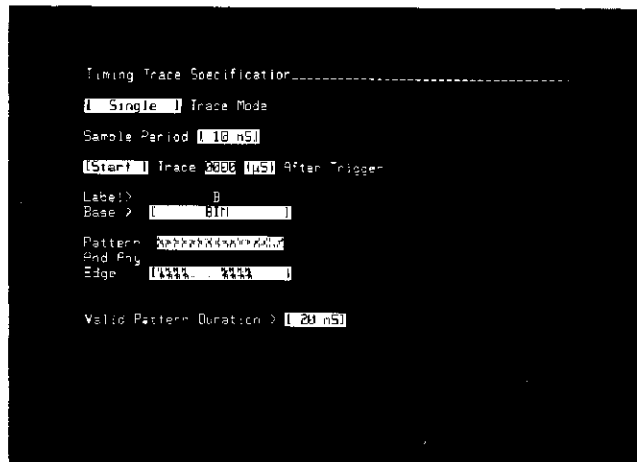 Timing Trace Specification
[ Single ] Trace Mode
Sample Period [ 10 nS]
[Start ] Trace 0000 (µS) After Trigger
Label> B
Base > [ BIN ]
Pattern
And Any
Edge
Valid Pattern Duration > [ 20 nS]